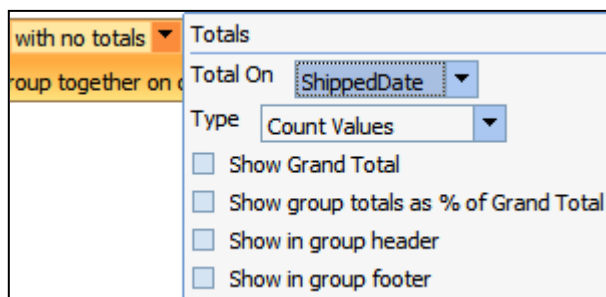 with no totals
Totals
roup together on
Total On ShippedDate
Type Count Values
Show Grand Total
Show group totals as % of Grand Total
Show in group header
Show in group footer